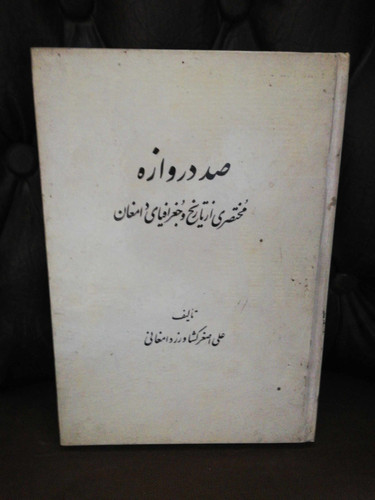 صد دروازه
مختصری از تاریخ و جغرافیای دامغان
تألیف
علی اصغر کشاورز دامغانی